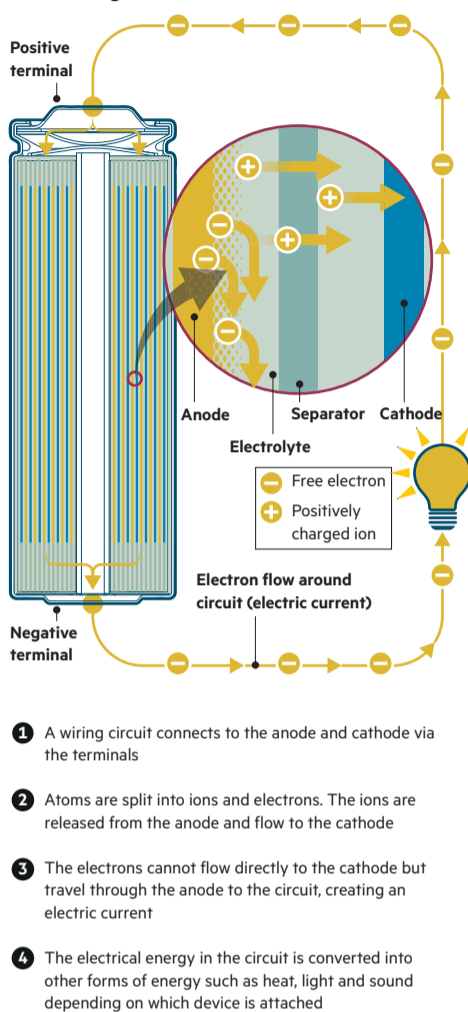 Positive
terminal
Anode
Separator
Cathode
Electrolyte
Free electron
Positively
charged ion
Electron flow around
circuit (electric current)
Negative
terminal
1 A wiring circuit connects to the anode and cathode via
the terminals
2 Atoms are split into ions and electrons. The ions are
released from the anode and flow to the cathode
3 The electrons cannot flow directly to the cathode but
travel through the anode to the circuit, creating an
electric current
4 The electrical energy in the circuit is converted into
other forms of energy such as heat, light and sound
depending on which device is attached